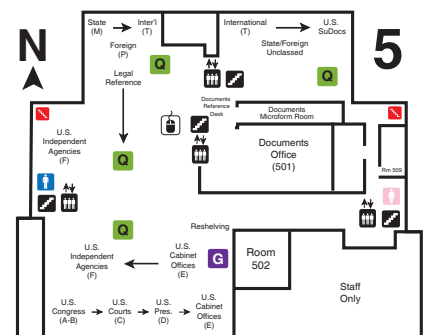 N
5
State
(M)
Inter'l
(T)
Foreign
(P)
Legal
Reference
International
(T)
U.S.
SuDocs
State/Foreign
Unclassed
Q
Q
Documents
Reference
Desk
Documents
Microform Room
U.S.
Independent
Agencies
(F)
Q
Documents
Office
(501)
Rm 509
Q
Reshelving
U.S.
Independent
Agencies
(F)
U.S.
Cabinet
Offices
(E)
G
Room
502
Staff
Only
U.S.
Congress
(A-B)
U.S.
Courts
(C)
U.S.
Pres.
(D)
U.S.
Cabinet
Offices
(E)